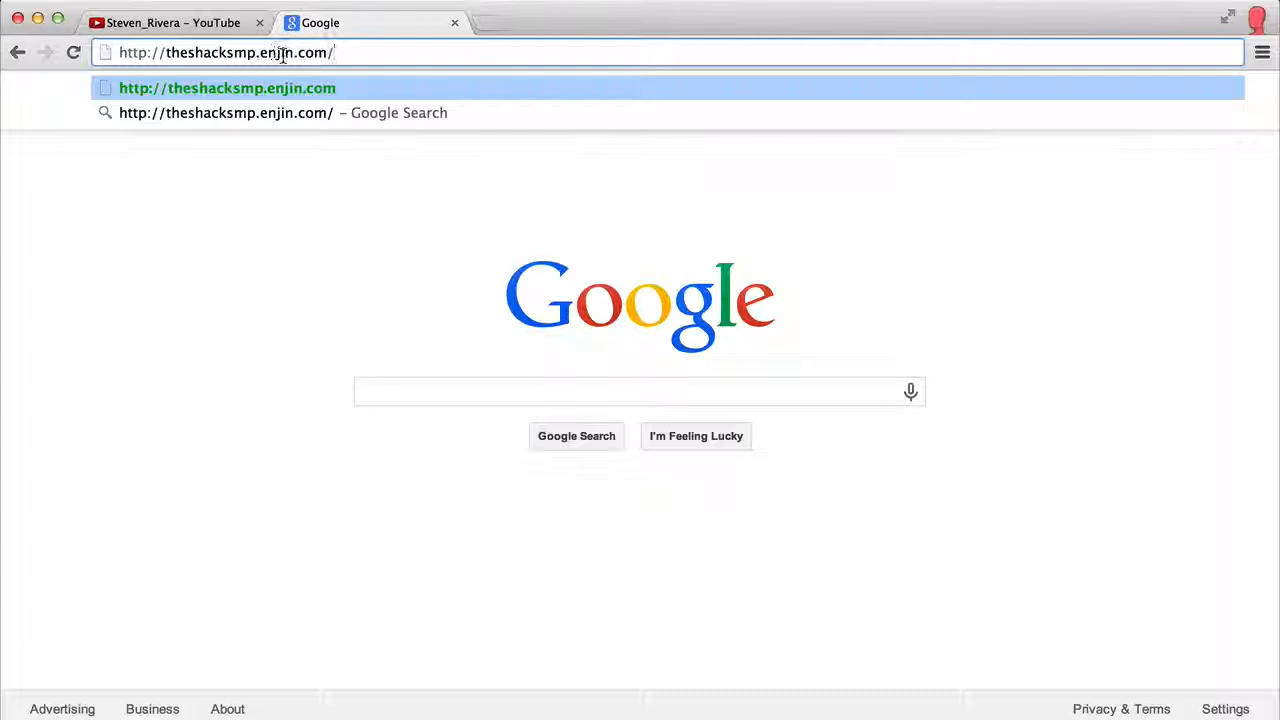 Steven_Rivera – YouTube
Google
http://theshacksmp.enjin.com/
http://theshacksmp.enjin.com
http://theshacksmp.enjin.com/ – Google Search
Google
Google Search
I'm Feeling Lucky
Advertising
Business
About
Privacy & Terms
Settings